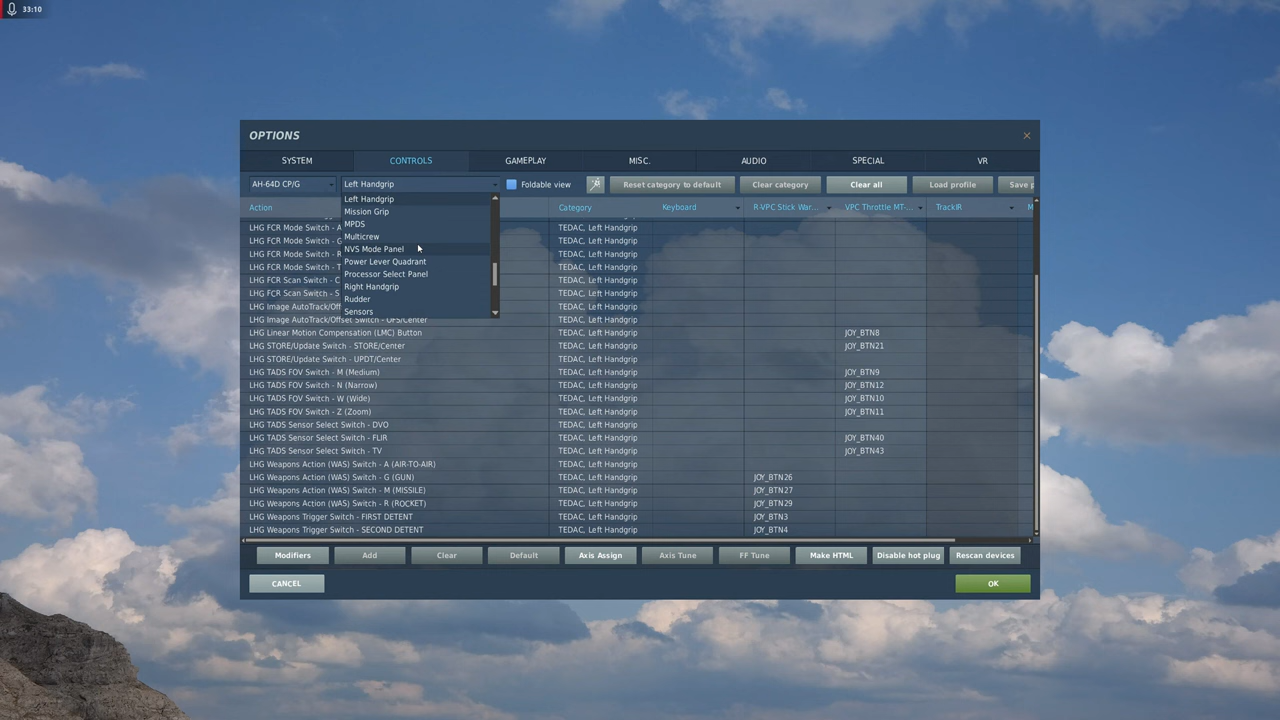 33:10
OPTIONS
SYSTEM CONTROLS GAMEPLAY MISC. AUDIO SPECIAL VR
AH-64D CP/G Left Handgrip Foldable view Reset category to default Clear category Clear all Load profile Save p
Action Category Keyboard R-VPC Stick War... VPC Throttle MT-... TrackIR M
Left Handgrip
Mission Grip
MPDS
Multicrew
NVS Mode Panel
Power Lever Quadrant
Processor Select Panel
Right Handgrip
Rudder
Sensors
LHG FCR Mode Switch - A TEDAC, Left Handgrip
LHG FCR Mode Switch - G TEDAC, Left Handgrip
LHG FCR Mode Switch - R TEDAC, Left Handgrip
LHG FCR Mode Switch - T TEDAC, Left Handgrip
LHG FCR Scan Switch - C TEDAC, Left Handgrip
LHG FCR Scan Switch - S TEDAC, Left Handgrip
LHG Image AutoTrack/Off TEDAC, Left Handgrip
LHG Image AutoTrack/Offset Switch - OFS/Center TEDAC, Left Handgrip
LHG Linear Motion Compensation (LMC) Button TEDAC, Left Handgrip JOY_BTN8
LHG STORE/Update Switch - STORE/Center TEDAC, Left Handgrip JOY_BTN21
LHG STORE/Update Switch - UPDT/Center TEDAC, Left Handgrip
LHG TADS FOV Switch - M (Medium) TEDAC, Left Handgrip JOY_BTN9
LHG TADS FOV Switch - N (Narrow) TEDAC, Left Handgrip JOY_BTN12
LHG TADS FOV Switch - W (Wide) TEDAC, Left Handgrip JOY_BTN10
LHG TADS FOV Switch - Z (Zoom) TEDAC, Left Handgrip JOY_BTN11
LHG TADS Sensor Select Switch - DVO TEDAC, Left Handgrip
LHG TADS Sensor Select Switch - FLIR TEDAC, Left Handgrip JOY_BTN40
LHG TADS Sensor Select Switch - TV TEDAC, Left Handgrip JOY_BTN43
LHG Weapons Action (WAS) Switch - A (AIR-TO-AIR) TEDAC, Left Handgrip
LHG Weapons Action (WAS) Switch - G (GUN) TEDAC, Left Handgrip JOY_BTN26
LHG Weapons Action (WAS) Switch - M (MISSILE) TEDAC, Left Handgrip JOY_BTN27
LHG Weapons Action (WAS) Switch - R (ROCKET) TEDAC, Left Handgrip JOY_BTN29
LHG Weapons Trigger Switch - FIRST DETENT TEDAC, Left Handgrip JOY_BTN3
LHG Weapons Trigger Switch - SECOND DETENT TEDAC, Left Handgrip JOY_BTN4
Modifiers Add Clear Default Axis Assign Axis Tune FF Tune Make HTML Disable hot plug Rescan devices
CANCEL OK